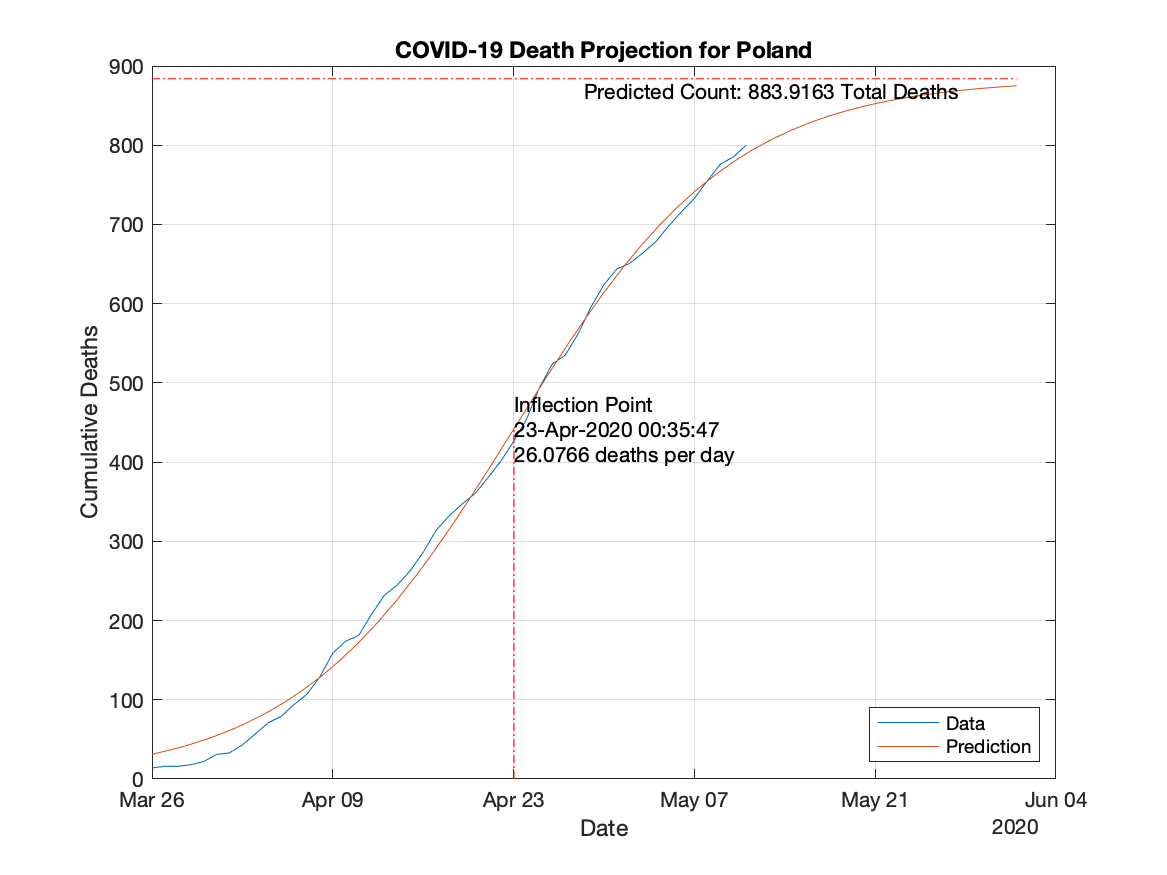 COVID-19 Death Projection for Poland
900
Predicted Count: 883.9163 Total Deaths
800
700
600
500
Inflection Point
23-Apr-2020 00:35:47
26.0766 deaths per day
400
300
200
100
0
Cumulative Deaths
Data
Prediction
Mar 26 Apr 09 Apr 23 May 07 May 21 Jun 04
Date
2020